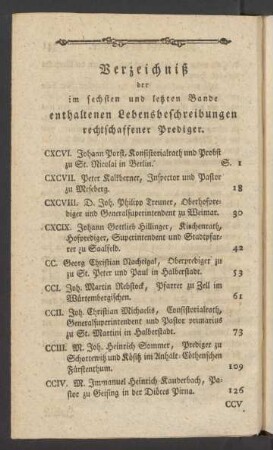 Verzeichniß
der
im sechsten und letzten Bande
enthaltenen Lebensbeschreibungen
rechtschaffener Prediger.
CXCVI. Johann Porst, Konsistorialrath und Probst
zu St. Nicolai in Berlin. S. 1
CXCVII. Peter Kaltberner, Inspector und Pastor
zu Meseberg. 18
CXCVIII. D. Joh. Philipp Treuner, Oberhofpre-
diger und Generalsuperintendent zu Weimar. 30
CXCIX. Johann Gottlieb Hillinger, Kirchenrath,
Hofprediger, Superintendent und Stadtpfar-
rer zu Saalfeld. 42
CC. Georg Christian Machtigas, Oberprediger zu
zu St. Peter und Paul in Halberstadt. 53
CCI. Joh. Martin Rebstock, Pfarrer zu Zell im
Würtembergischen. 61
CCII. Joh. Christian Michaelis, Consistorialrath,
Generalsuperintendent und Pastor primarius
zu St. Martini in Halberstadt. 73
CCIII. M. Joh. Heinrich Sommer, Prediger zu
Schortewitz und Kösitz im Anhalt-Cöthenschen
Fürstenthum. 109
CCIV. M. Immanuel Heinrich Kauderbach, Pa-
stor zu Geising in der Diöces Pirna. 126
CCV